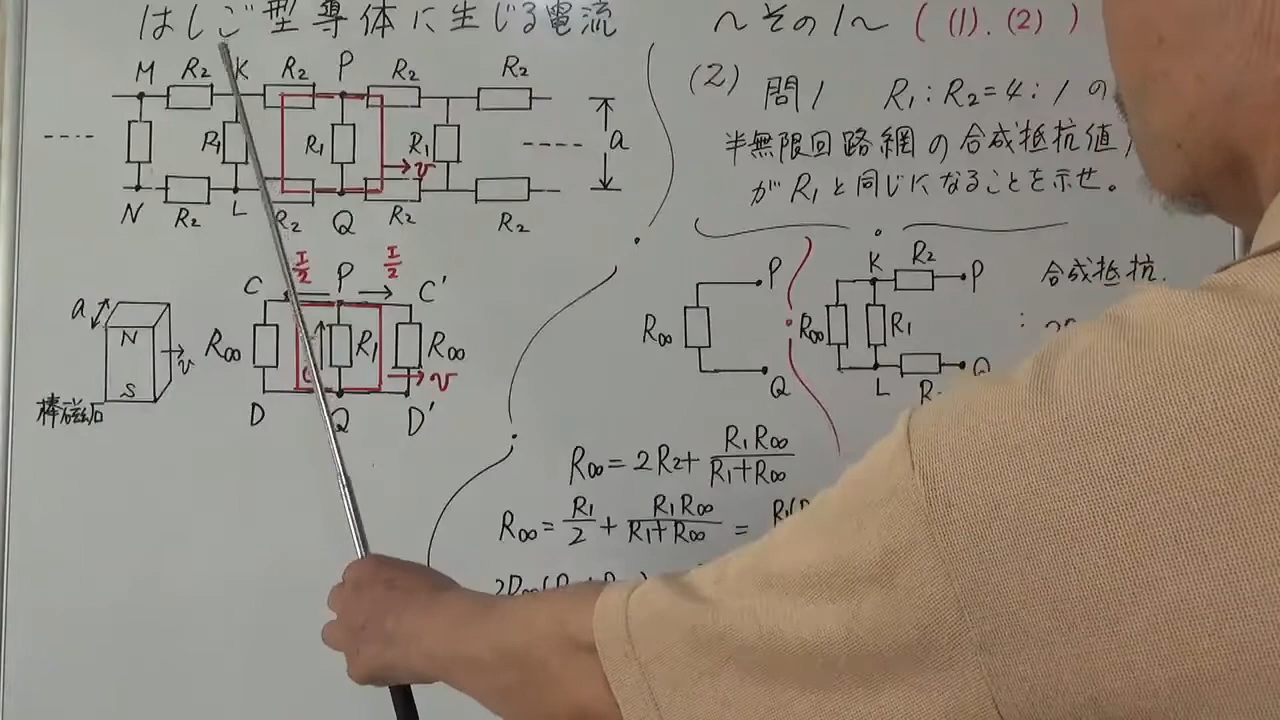 はしご型導体に生じる電流 ～その1～ ((1).(2))
M R2 K R2 P R2 R2
R1 R1 R1 a
v
N R2 L R2 Q R2 R2
(2) 問1 R1:R2=4:1の
半無限回路網の合成抵抗値
がR1と同じになることを示せ。
I/2 P I/2
C C'
a N v
S
棒磁石
R∞ R1 R∞
v
D Q D'
P
R∞
Q
K R2 P
R∞ R1
L Q
合成抵抗
R∞=2R2+R1R∞/(R1+R∞)
R∞=R1/2+R1R∞/(R1+R∞)=